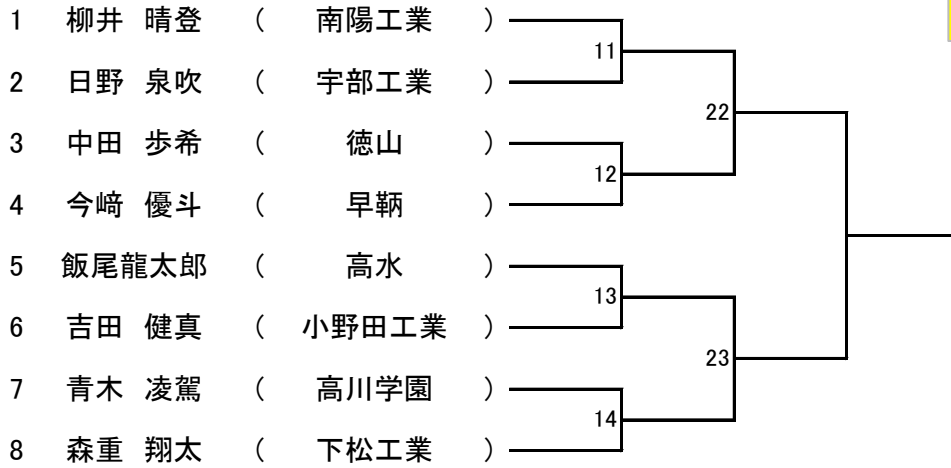 1 柳井 晴登 ( 南陽工業 )
11
2 日野 泉吹 ( 宇部工業 )
22
3 中田 歩希 ( 徳山 )
12
4 今﨑 優斗 ( 早鞆 )
5 飯尾龍太郎 ( 高水 )
13
6 吉田 健真 ( 小野田工業 )
23
7 青木 凌駕 ( 高川学園 )
14
8 森重 翔太 ( 下松工業 )